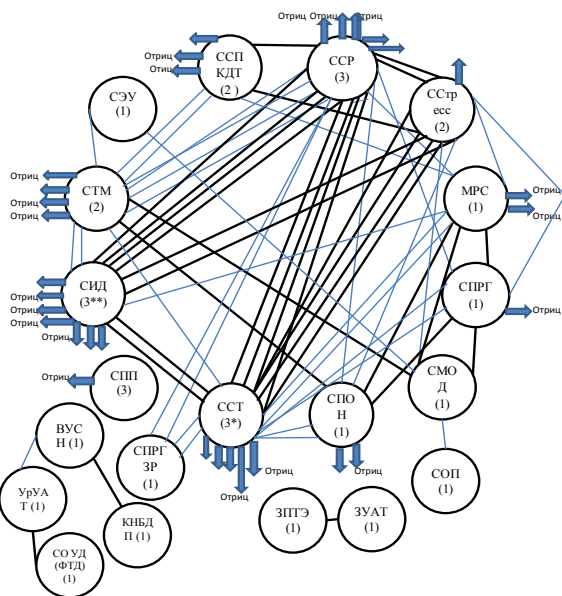 Отриц Отриц Отриц
ССП
КДТ
(2 )
ССР
(3)
ССтр
есс
(2)
Отриц
Отиц
СЭУ
(1)
СТМ
(2)
Отриц
Отриц
Отриц
МРС
(1)
Отриц
Отриц
СИД
(3**)
Отриц
Отриц
Отриц
Отриц
СПРГ
(1)
Отриц
СПП
(3)
Отриц
ССТ
(3*)
СПО
Н
(1)
СМО
Д
(1)
ВУС
Н (1)
СПРГ
ЗР
(1)
Отриц
Отриц
СОП
(1)
УрУА
Т (1)
КНБД
П (1)
ЗПТЭ
(1)
ЗУАТ
(1)
СО УД
(ФТД)
(1)